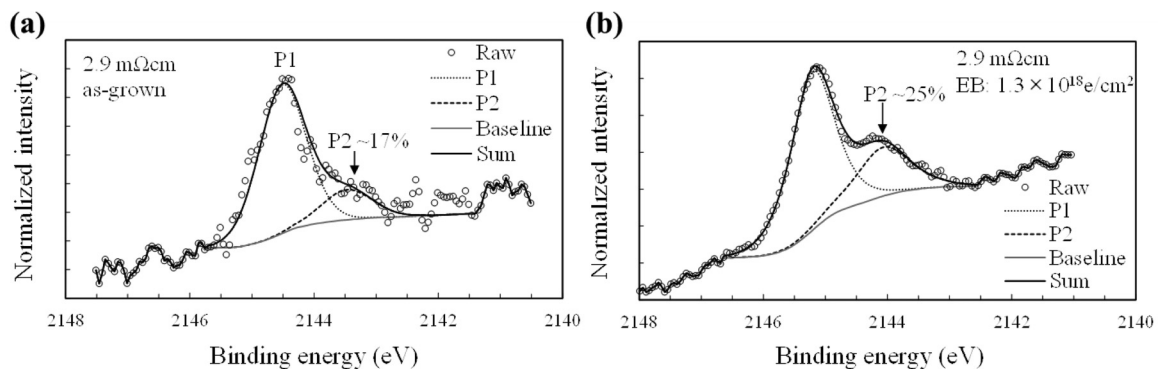 (a)
2.9 mΩcm
as-grown
P1
P2 ~17%
Raw
P1
P2
Baseline
Sum
Normalized intensity
2148
2146
2144
2142
2140
Binding energy (eV)
(b)
2.9 mΩcm
EB: 1.3×10¹⁸e/cm²
P2 ~25%
Raw
P1
P2
Baseline
Sum
Normalized intensity
2148
2146
2144
2142
2140
Binding energy (eV)